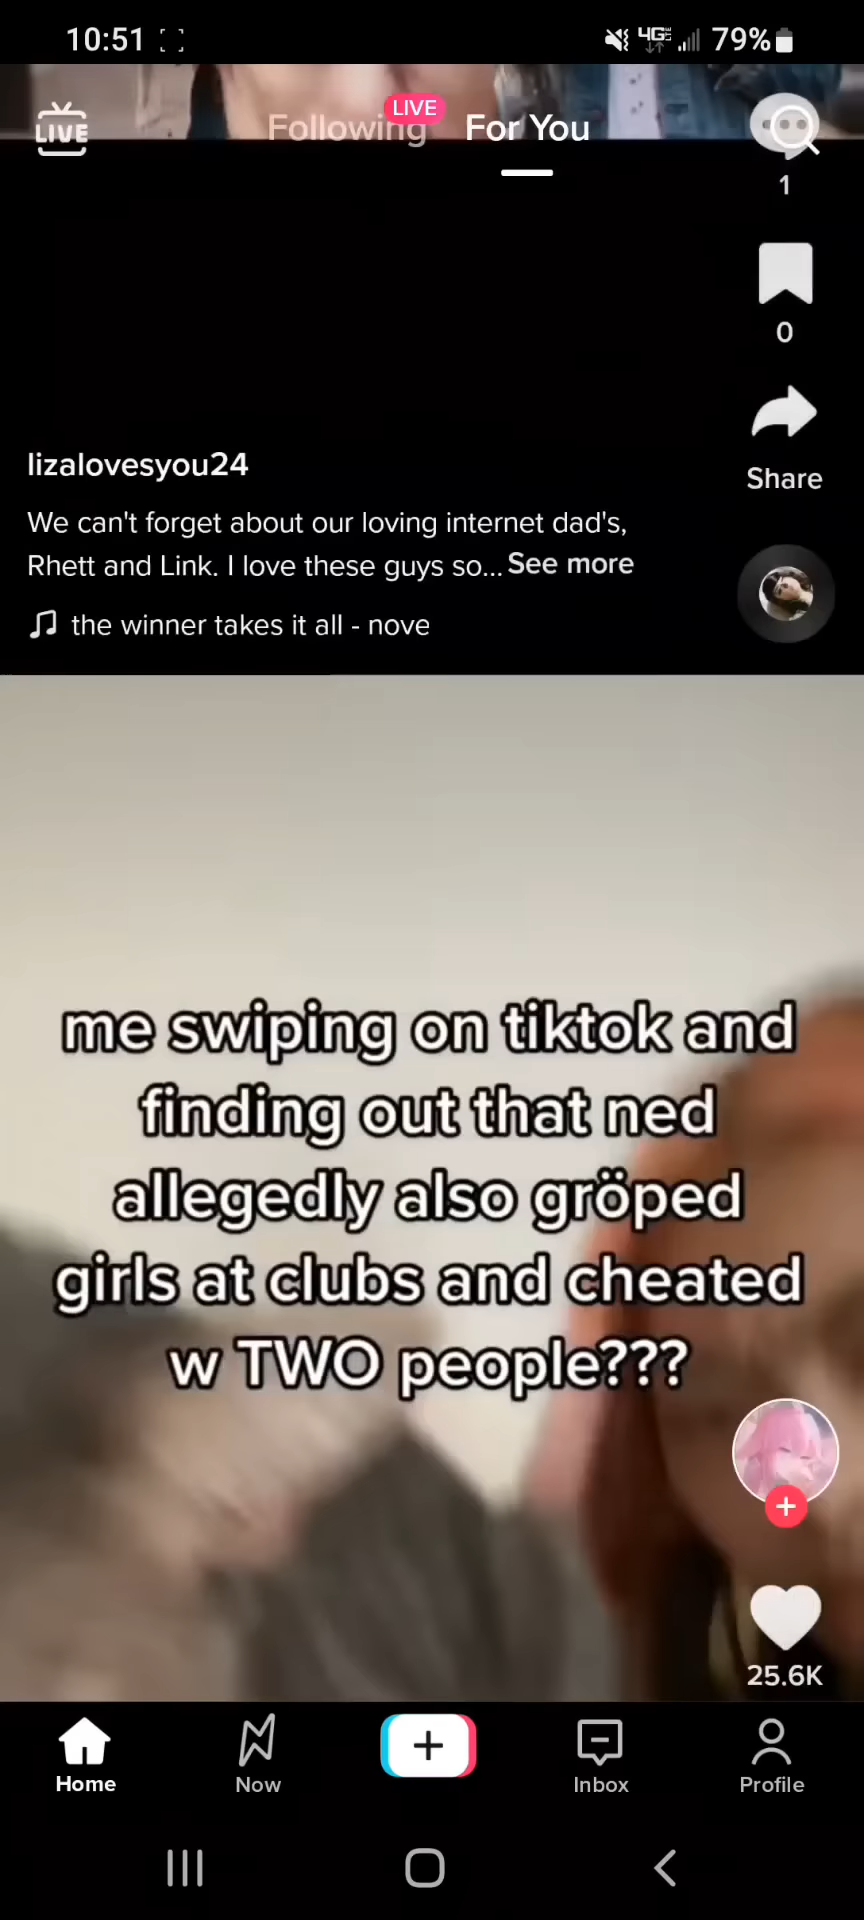 10:51
4G LTE 79%
LIVE
LIVE
Following For You
1
0
Share
lizalovesyou24
We can't forget about our loving internet dad's,
Rhett and Link. I love these guys so... See more
the winner takes it all - nove
me swiping on tiktok and
finding out that ned
allegedly also gröped
girls at clubs and cheated
w TWO people???
25.6K
Home Now Inbox Profile